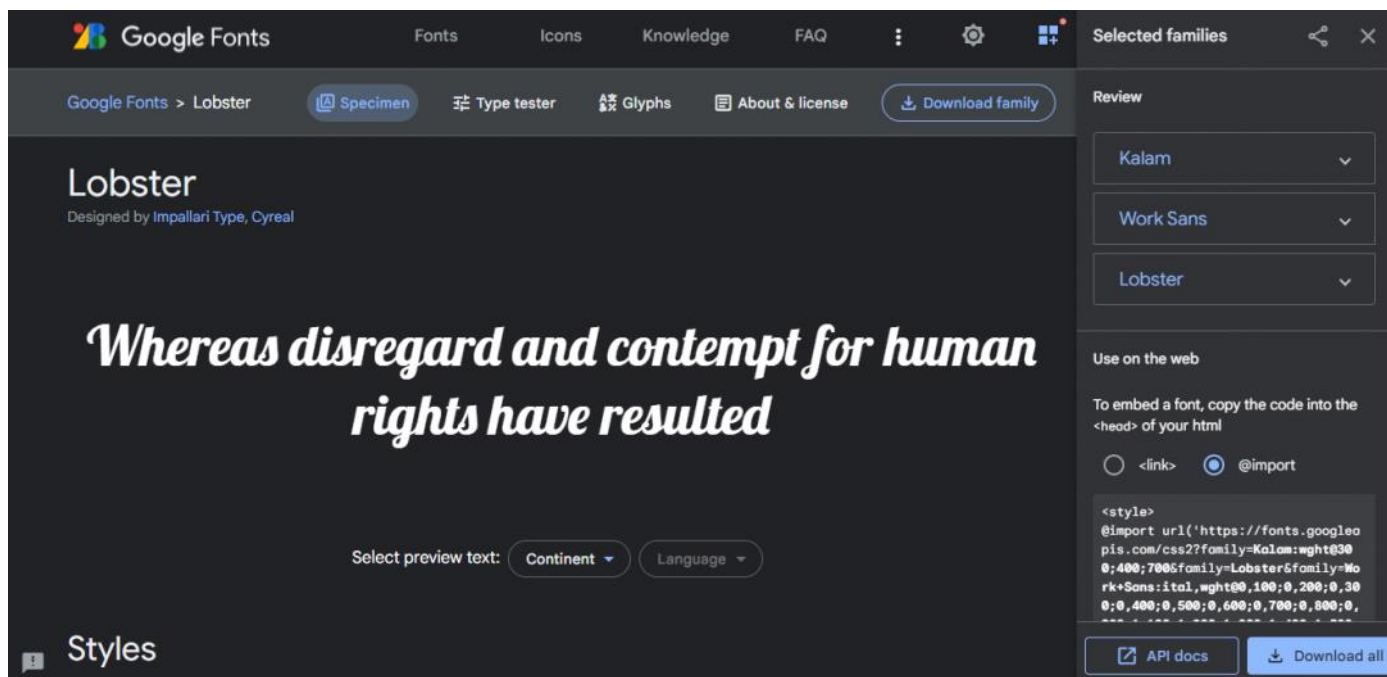 Google Fonts
Fonts Icons Knowledge FAQ
Google Fonts > Lobster
Specimen Type tester Glyphs About & license Download family
Lobster
Designed by Impallari Type, Cyreal
Whereas disregard and contempt for human
rights have resulted
Select preview text: Continent Language
Styles
Selected families
Review
Kalam
Work Sans
Lobster
Use on the web
To embed a font, copy the code into the
<head> of your html
<link> @import
<style>
@import url('https://fonts.googlea
pis.com/css2?family=Kalam:wght@30
0;400;700&family=Lobster&family=Wo
rk+Sans:ital,wght@0,100;0,200;0,30
0;0,400;0,500;0,600;0,700;0,800;0,
API docs Download all